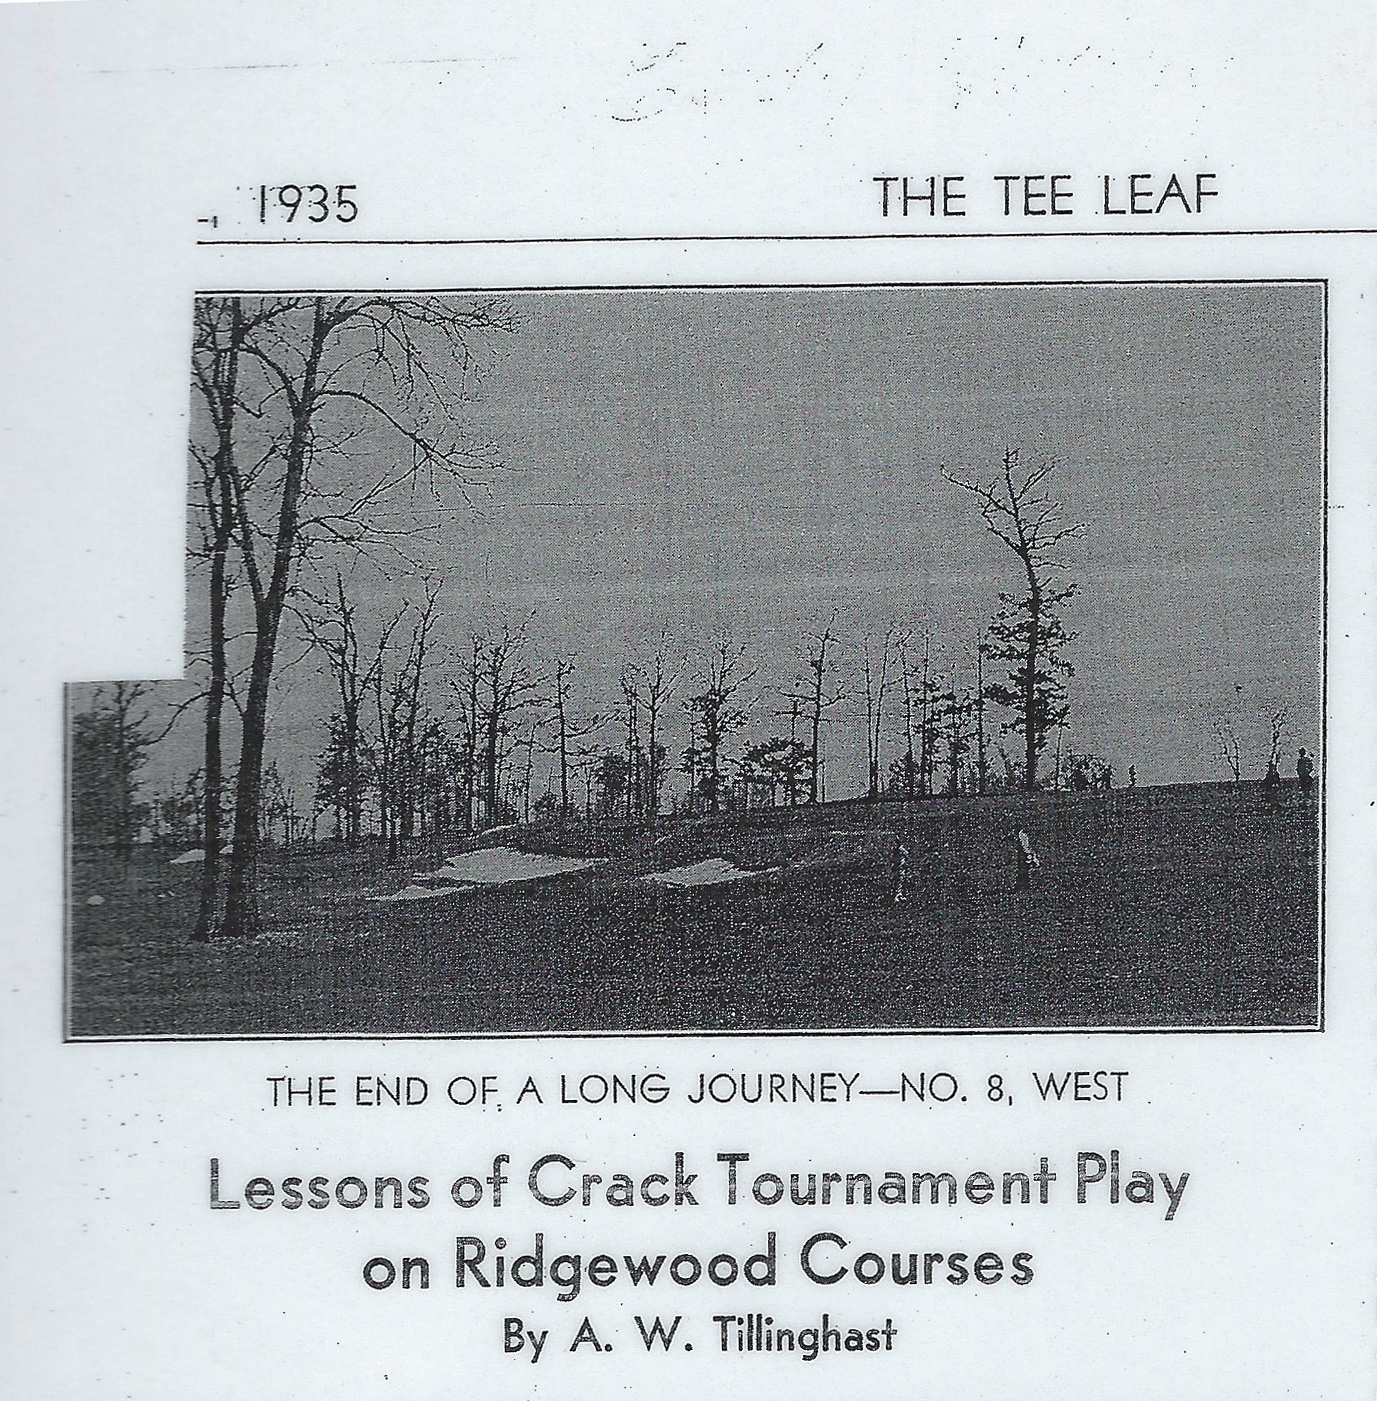 1935
THE TEE LEAF
THE END OF A LONG JOURNEY—NO. 8, WEST
Lessons of Crack Tournament Play
on Ridgewood Courses
By A. W. Tillinghast